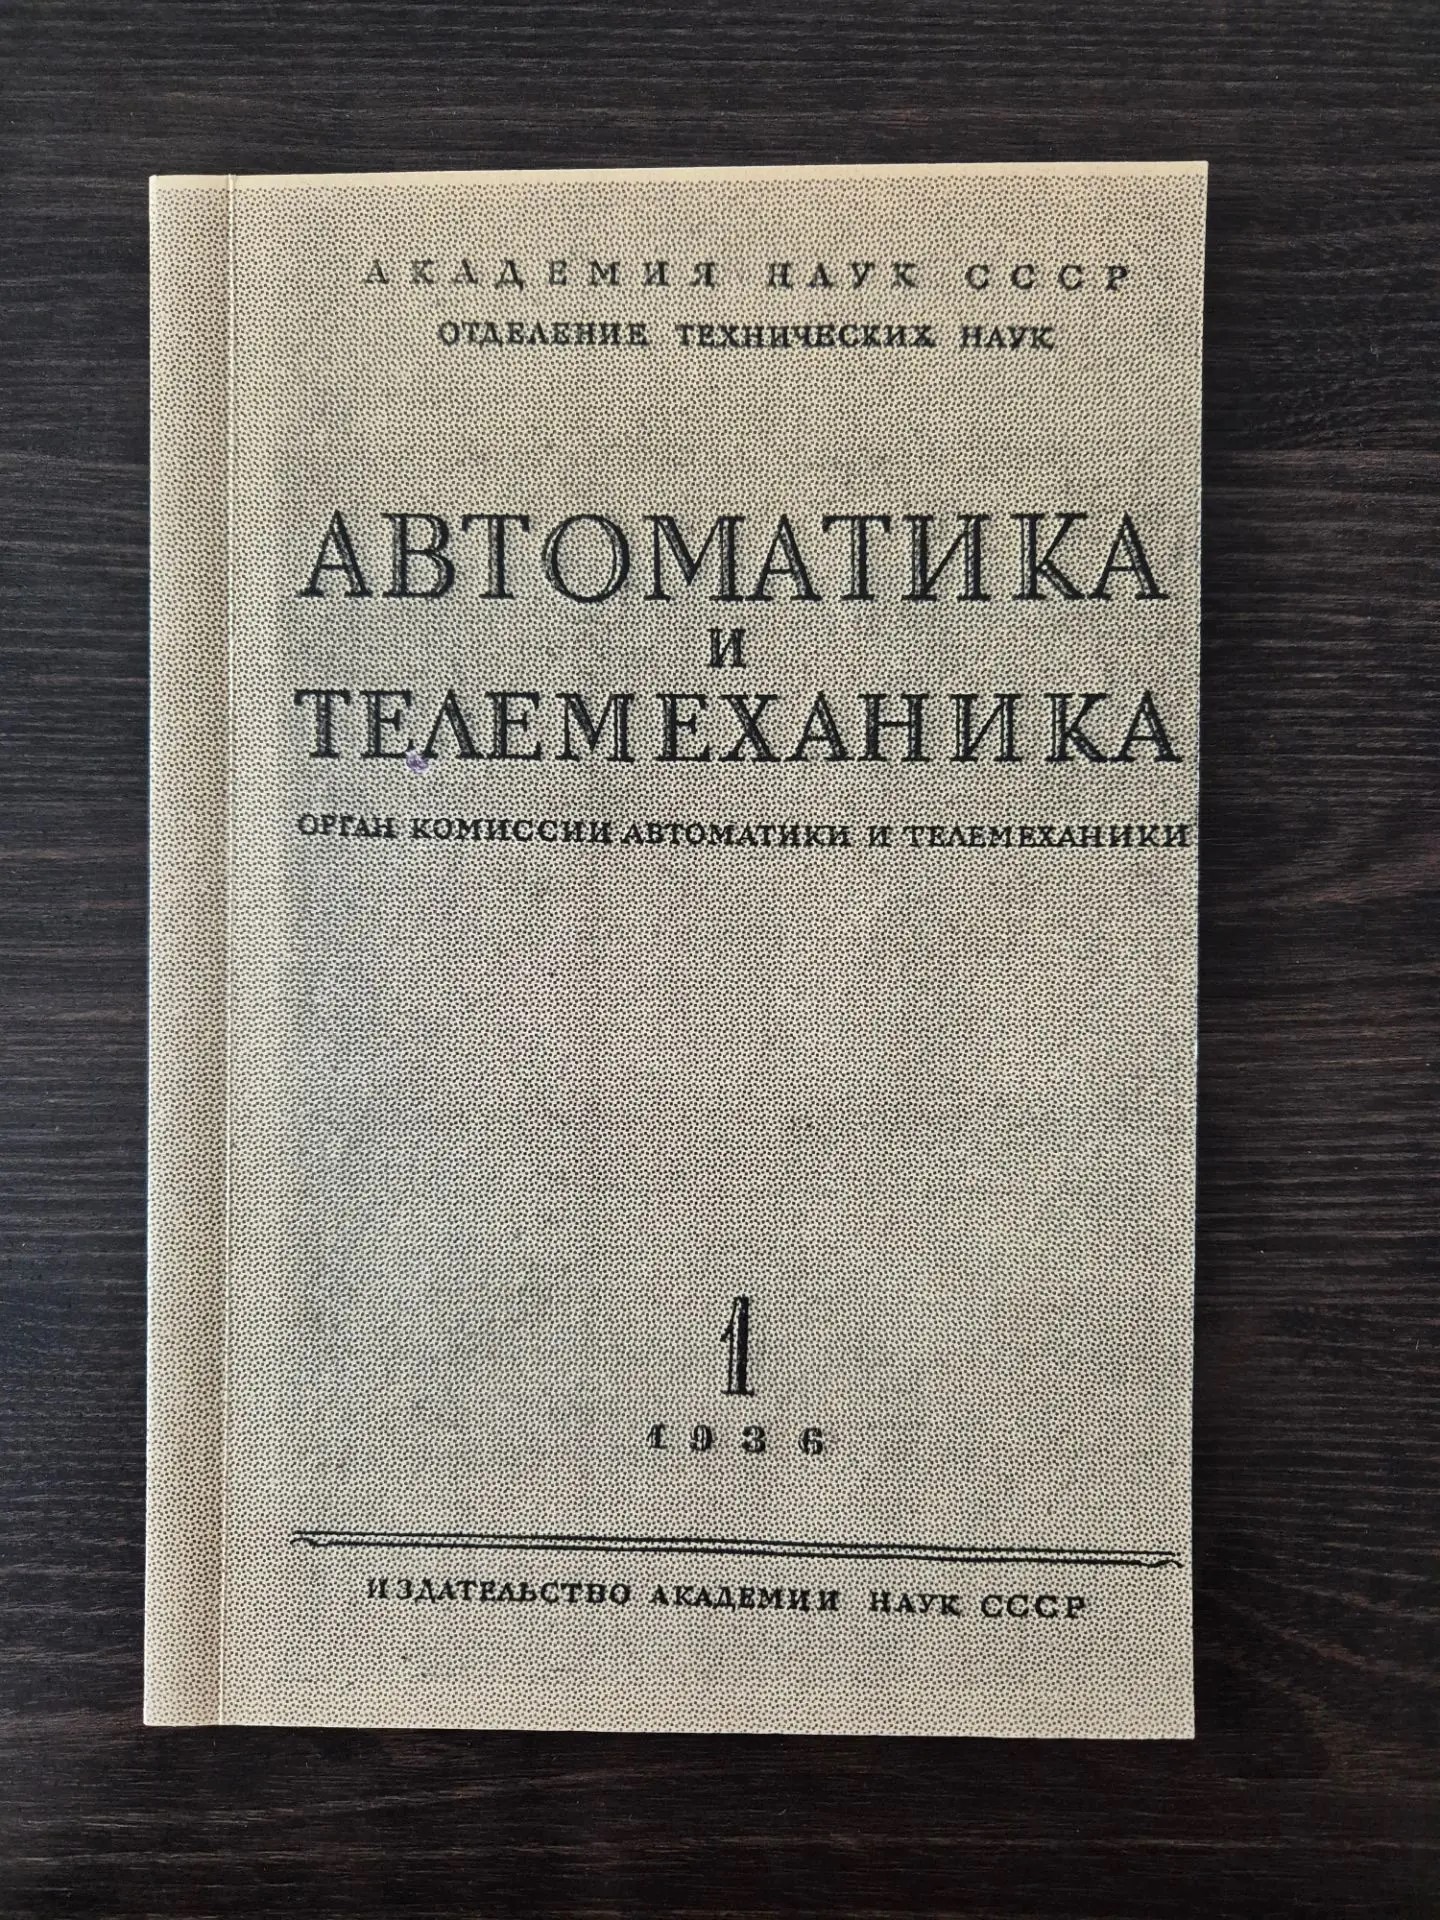 АКАДЕМИЯ НАУК СССР
ОТДЕЛЕНИЕ ТЕХНИЧЕСКИХ НАУК
АВТОМАТИКА
И
ТЕЛЕМЕХАНИКА
ОРГАН КОМИССИИ АВТОМАТИКИ И ТЕЛЕМЕХАНИКИ
1
1936
ИЗДАТЕЛЬСТВО АКАДЕМИИ НАУК СССР